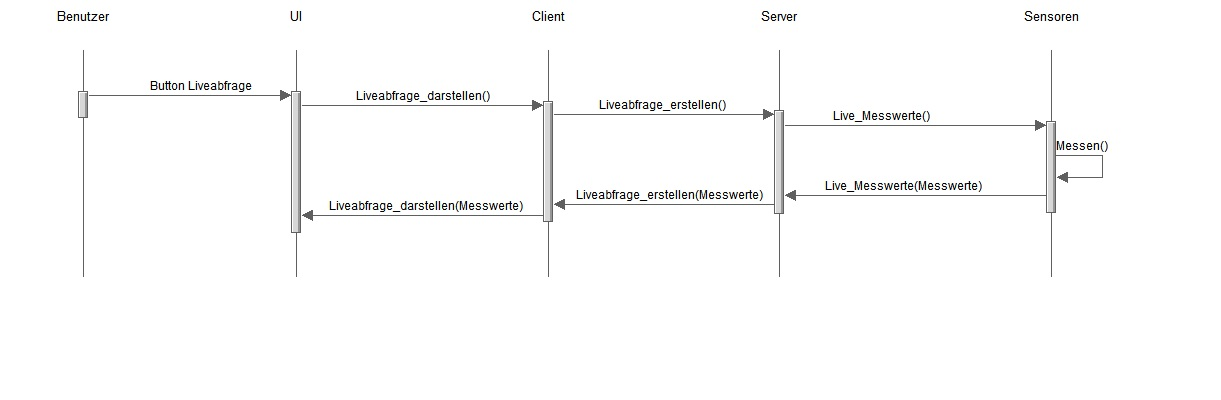 Benutzer
UI
Client
Server
Sensoren
Button Liveabfrage
Liveabfrage_darstellen()
Liveabfrage_erstellen()
Live_Messwerte()
Messen()
Live_Messwerte(Messwerte)
Liveabfrage_erstellen(Messwerte)
Liveabfrage_darstellen(Messwerte)